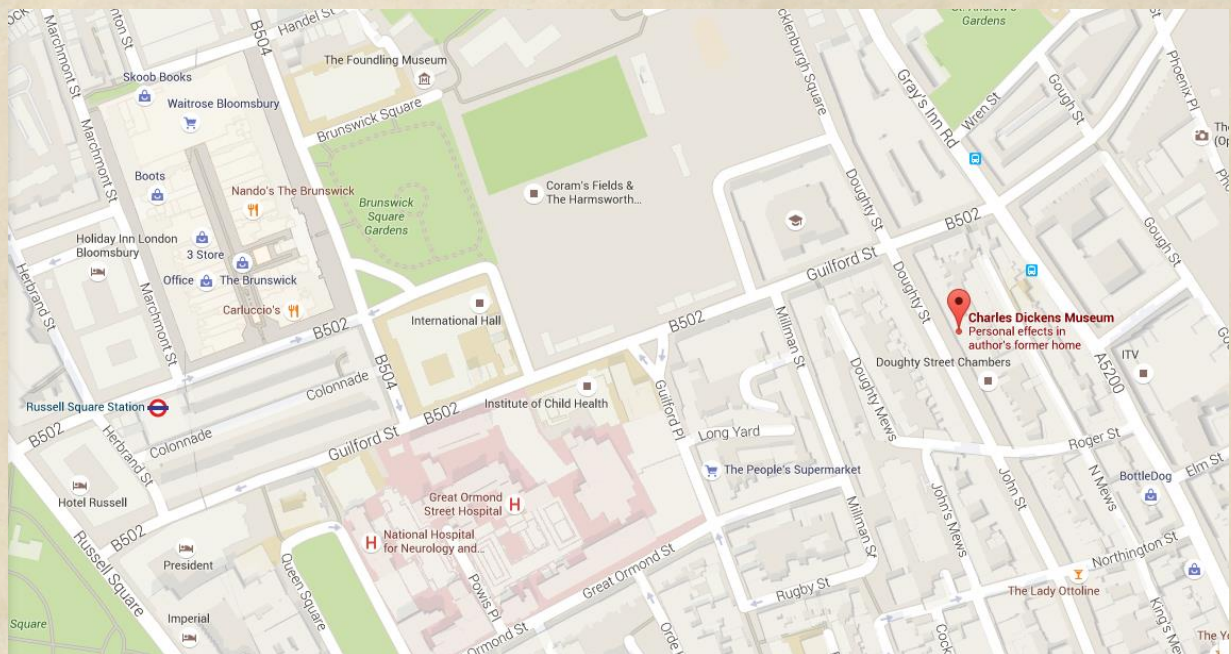 Marchmont St
B504
Handel St
The Foundling Museum
Skoob Books
Waitrose Bloomsbury
Brunswick Square
Marchmont St
Boots
Nando's The Brunswick
Brunswick
Square
Gardens
Coram's Fields &
The Harmsworth...
Gardens
Gray's Inn Rd
Wren St
Gough St
Phoenix Pl
Doughty St
B502
Gough St
Holiday Inn London
Bloomsbury
3 Store
Office
The Brunswick
Carluccio's
Herbrand St
Marchmont St
B502
B504
International Hall
B502
Guilford St
Millman St
Doughty St
Charles Dickens Museum
Personal effects in
author's former home
Doughty Street Chambers
ITV
A5200
Russell Square Station
B502
Colonnade
Colonnade
Herbrand St
Guilford St
B502
Institute of Child Health
Guilford Pl
Long Yard
Doughty Mews
Roger St
The People's Supermarket
BottleDog
Elm St
Hotel Russell
B502
Great Ormond
Street Hospital
National Hospital
for Neurology and...
Millman St
John's Mews
John St
N Mews
Northington St
President
Russell Square
Queen Square
Powis Pl
Great Ormond St
Rugby St
The Lady Ottoline
Imperial
Square
Ormond St
King's Me